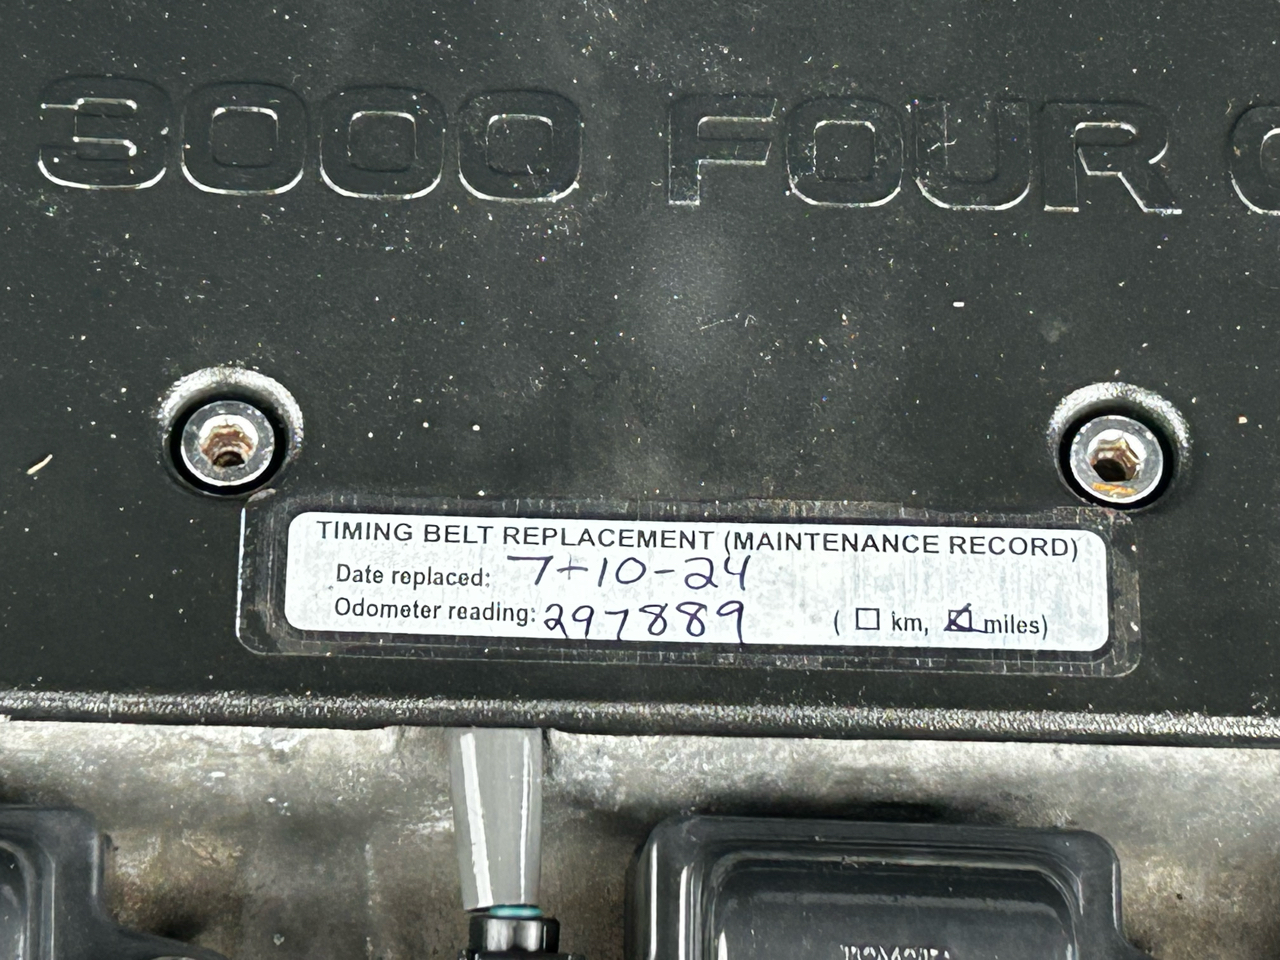 3000 FOUR
TIMING BELT REPLACEMENT (MAINTENANCE RECORD)
Date replaced: 7-10-24
Odometer reading: 297889 (☐ km, ☑ miles)